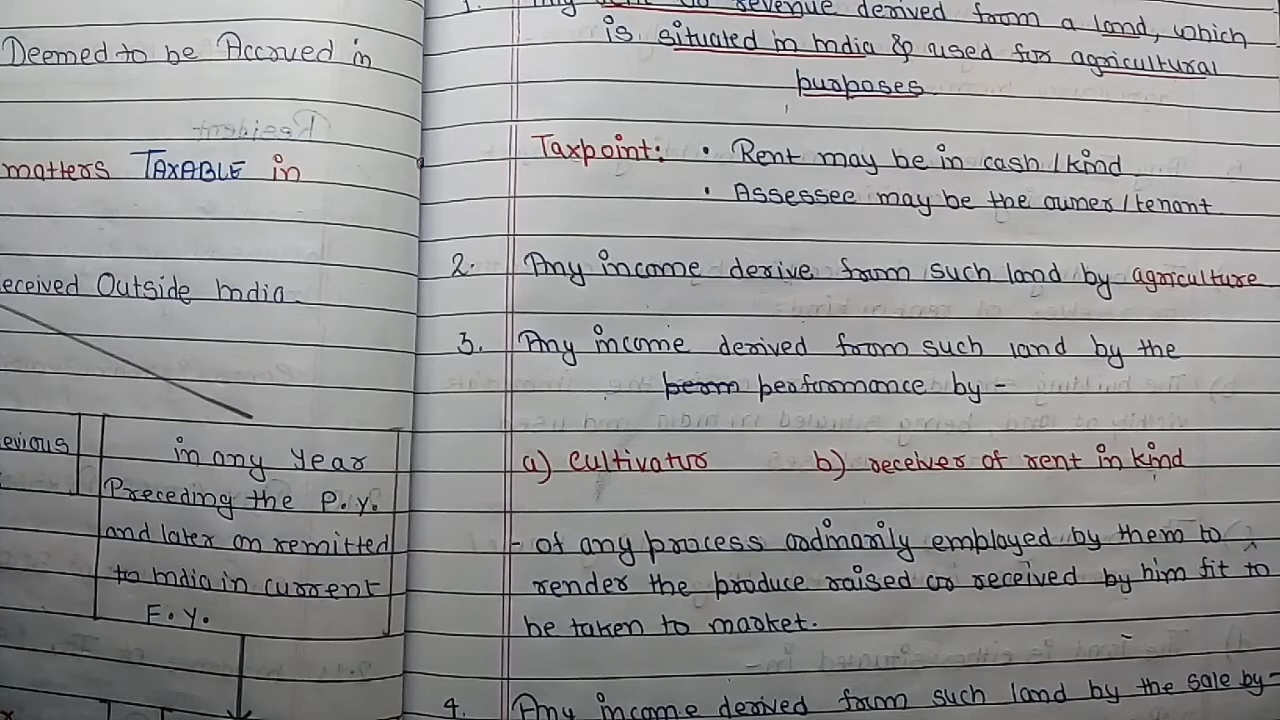 Deemed to be Accrued in
matters TAXABLE in
eceived Outside India
evious
in any Year
Preceding the P.Y.
and later on remitted
to India in current
F.Y.
1. Any revenue derived from a land, which
is situated in India & used for agricultural
purposes
Taxpoint: • Rent may be in cash/kind
• Assessee may be the owner/tenant
2. Any income derive from such land by agriculture
3. Any income derived from such land by the
performance by -
a) Cultivator b) receiver of rent in kind
- of any process ordinarily employed by them to
render the produce raised or received by him fit to
be taken to market.
4. Any income derived from such land by the sale by -